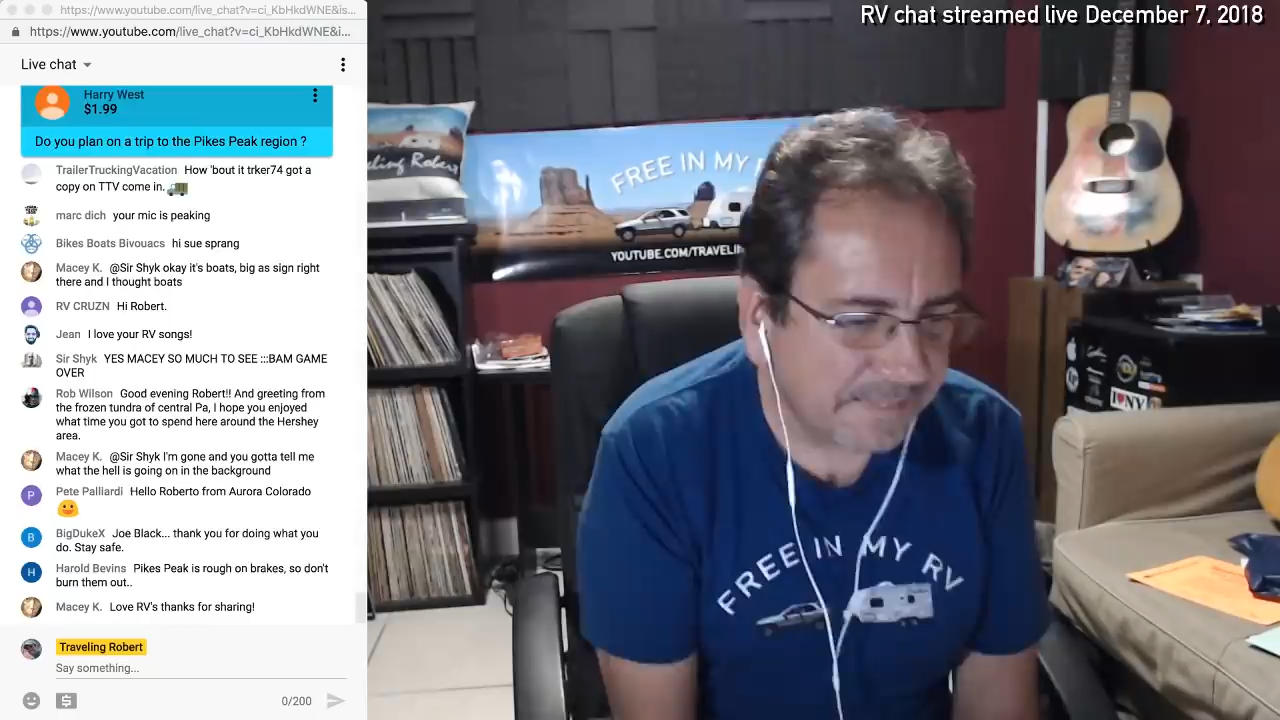 RV chat streamed live December 7, 2018
https://www.youtube.com/live_chat?v=ci_KbHkdWNE&is...
https://www.youtube.com/live_chat?v=ci_KbHkdWNE&i...
Live chat
Harry West
$1.99
Do you plan on a trip to the Pikes Peak region ?
TrailerTruckingVacation How 'bout it trker74 got a
copy on TTV come in.
marc dich your mic is peaking
Bikes Boats Bivouacs hi sue sprang
Macey K. @Sir Shyk okay it's boats, big as sign right
there and I thought boats
RV CRUZN Hi Robert.
Jean I love your RV songs!
Sir Shyk YES MACEY SO MUCH TO SEE :::BAM GAME
OVER
Rob Wilson Good evening Robert!! And greeting from
the frozen tundra of central Pa, I hope you enjoyed
what time you got to spend here around the Hershey
area.
Macey K. @Sir Shyk I'm gone and you gotta tell me
what the hell is going on in the background
P
Pete Palliardi Hello Roberto from Aurora Colorado
B
BigDukeX Joe Black... thank you for doing what you
do. Stay safe.
H
Harold Bevins Pikes Peak is rough on brakes, so don't
burn them out..
Macey K. Love RV's thanks for sharing!
Traveling Robert
Say something...
$
0/200
eling Robert
FREE IN MY
YOUTUBE.COM/TRAVELIN
FREE IN MY RV
I NY